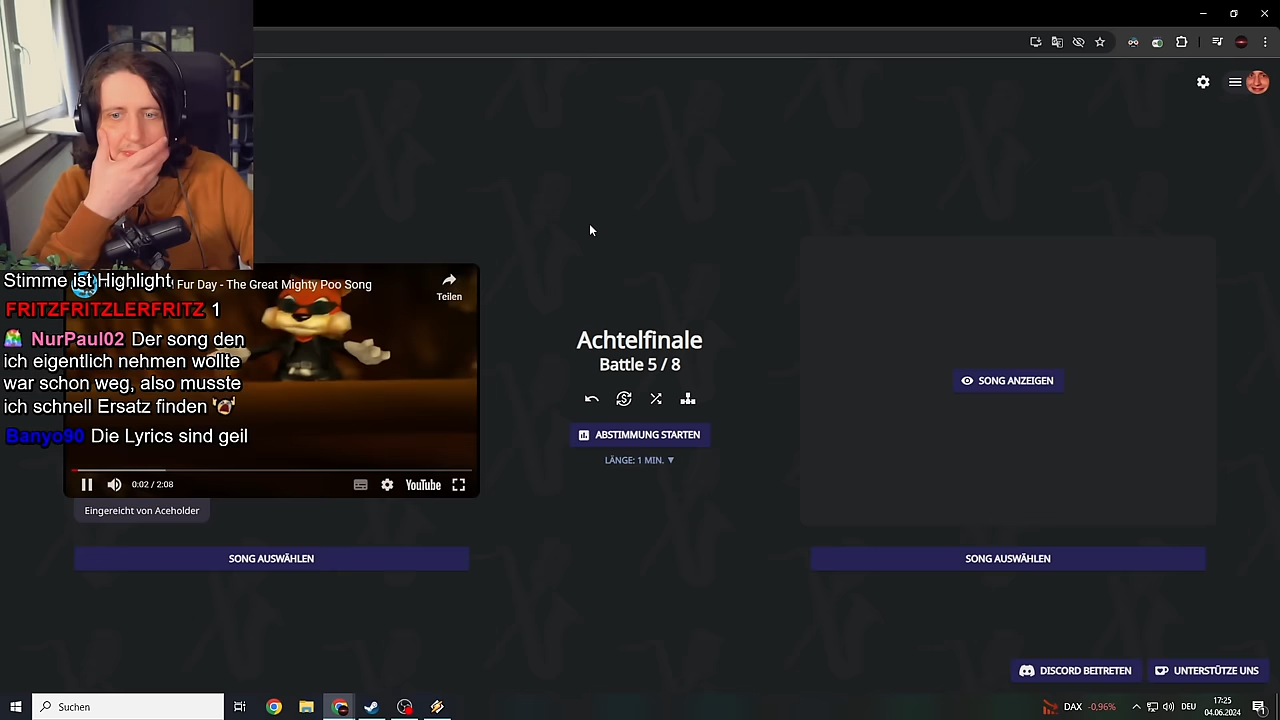 Fur Day - The Great Mighty Poo Song
Teilen
Stimme ist Highlight
FRITZFRITZLERFRITZ 1
NurPaul02 Der song den
ich eigentlich nehmen wollte
war schon weg, also musste
ich schnell Ersatz finden
Banyo90 Die Lyrics sind geil
0:02 / 2:08
YouTube
Eingereicht von Aceholder
SONG AUSWÄHLEN
Achtelfinale
Battle 5 / 8
ABSTIMMUNG STARTEN
LÄNGE: 1 MIN. ▼
SONG ANZEIGEN
SONG AUSWÄHLEN
DISCORD BEITRETEN
UNTERSTÜTZE UNS
Suchen
DAX -0,96%
DEU
17:25
04.06.2024